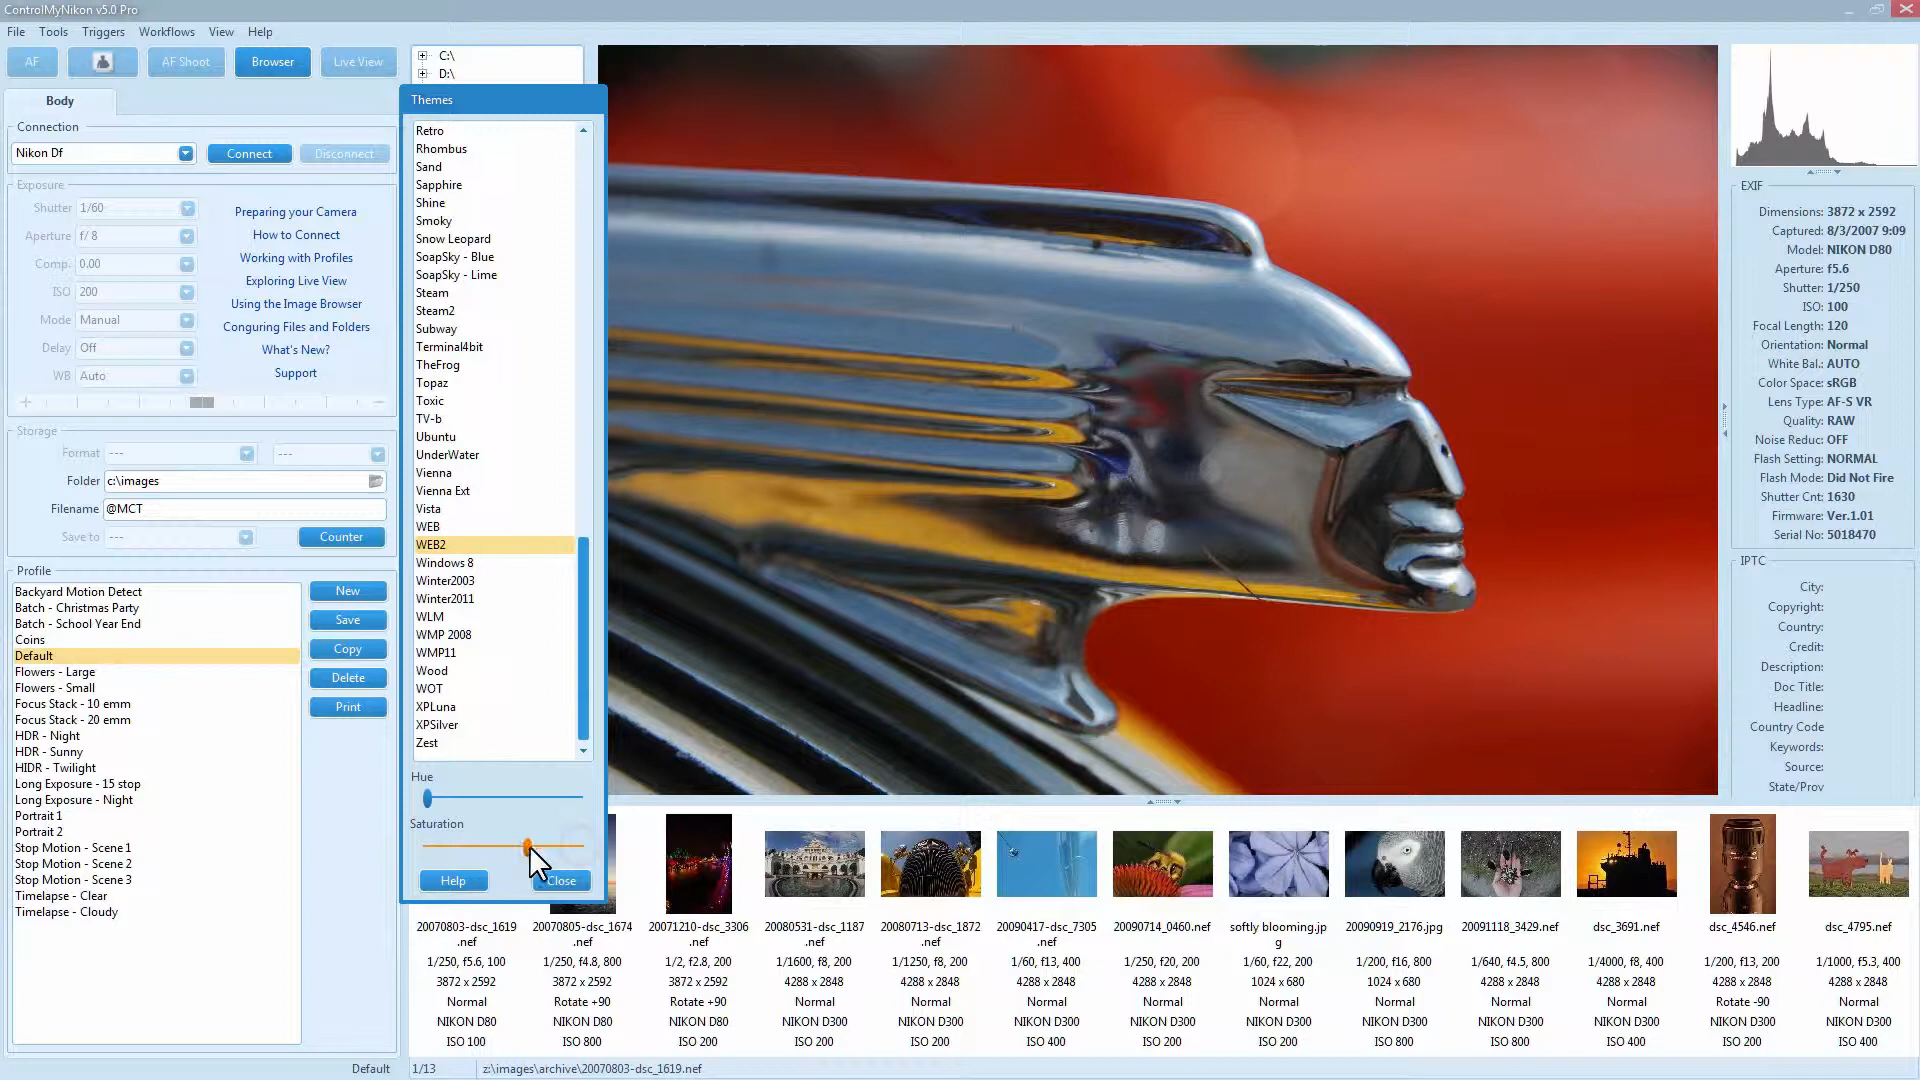 ControlMyNikon v5.0 Pro
File Tools Triggers Workflows View Help
AF AF Shoot Browser Live View
Body
Connection
Nikon Df Connect Disconnect
Exposure
Shutter 1/60
Aperture f/ 8
Comp. 0.00
ISO 200
Mode Manual
Delay Off
WB Auto
Preparing your Camera
How to Connect
Working with Profiles
Exploring Live View
Using the Image Browser
Conguring Files and Folders
What's New?
Support
Storage
Format --- ---
Folder c:\images
Filename @MCT
Save to --- Counter
Profile
Backyard Motion Detect
Batch - Christmas Party
Batch - School Year End
Coins
Default
Flowers - Large
Flowers - Small
Focus Stack - 10 emm
Focus Stack - 20 emm
HDR - Night
HDR - Sunny
HIDR - Twilight
Long Exposure - 15 stop
Long Exposure - Night
Portrait 1
Portrait 2
Stop Motion - Scene 1
Stop Motion - Scene 2
Stop Motion - Scene 3
Timelapse - Clear
Timelapse - Cloudy
New
Save
Copy
Delete
Print
C:\
D:\
Themes
Retro
Rhombus
Sand
Sapphire
Shine
Smoky
Snow Leopard
SoapSky - Blue
SoapSky - Lime
Steam
Steam2
Subway
Terminal4bit
TheFrog
Topaz
Toxic
TV-b
Ubuntu
UnderWater
Vienna
Vienna Ext
Vista
WEB
WEB2
Windows 8
Winter2003
Winter2011
WLM
WMP 2008
WMP11
Wood
WOT
XPLuna
XPSilver
Zest
Hue
Saturation
Help Close
EXIF
Dimensions: 3872 x 2592
Captured: 8/3/2007 9:09
Model: NIKON D80
Aperture: f5.6
Shutter: 1/250
ISO: 100
Focal Length: 120
Orientation: Normal
White Bal.: AUTO
Color Space: sRGB
Lens Type: AF-S VR
Quality: RAW
Noise Reduc: OFF
Flash Setting: NORMAL
Flash Mode: Did Not Fire
Shutter Cnt: 1630
Firmware: Ver.1.01
Serial No: 5018470
IPTC
City:
Copyright:
Country:
Credit:
Description:
Doc Title:
Headline:
Country Code
Keywords:
Source:
State/Prov
20070803-dsc_1619
.nef
1/250, f5.6, 100
3872 x 2592
Normal
NIKON D80
ISO 100
20070805-dsc_1674
.nef
1/250, f4.8, 800
3872 x 2592
Rotate +90
NIKON D80
ISO 800
20071210-dsc_3306
.nef
1/2, f2.8, 200
3872 x 2592
Rotate +90
NIKON D80
ISO 200
20080531-dsc_1187
.nef
1/1600, f8, 200
4288 x 2848
Normal
NIKON D300
ISO 200
20080713-dsc_1872
.nef
1/1250, f8, 200
4288 x 2848
Normal
NIKON D300
ISO 200
20090417-dsc_7305
.nef
1/60, f13, 400
4288 x 2848
Normal
NIKON D300
ISO 400
20090714_0460.nef
1/250, f20, 200
4288 x 2848
Normal
NIKON D300
ISO 200
softly blooming.jp
g
1/60, f22, 200
1024 x 680
Normal
NIKON D300
ISO 200
20090919_2176.jpg
1/200, f16, 800
1024 x 680
Normal
NIKON D300
ISO 800
20091118_3429.nef
1/640, f4.5, 800
4288 x 2848
Normal
NIKON D300
ISO 800
dsc_3691.nef
1/4000, f8, 400
4288 x 2848
Normal
NIKON D300
ISO 400
dsc_4546.nef
1/200, f13, 200
4288 x 2848
Rotate -90
NIKON D300
ISO 200
dsc_4795.nef
1/1000, f5.3, 400
4288 x 2848
Normal
NIKON D300
ISO 400
Default 1/13 z:\images\archive\20070803-dsc_1619.nef